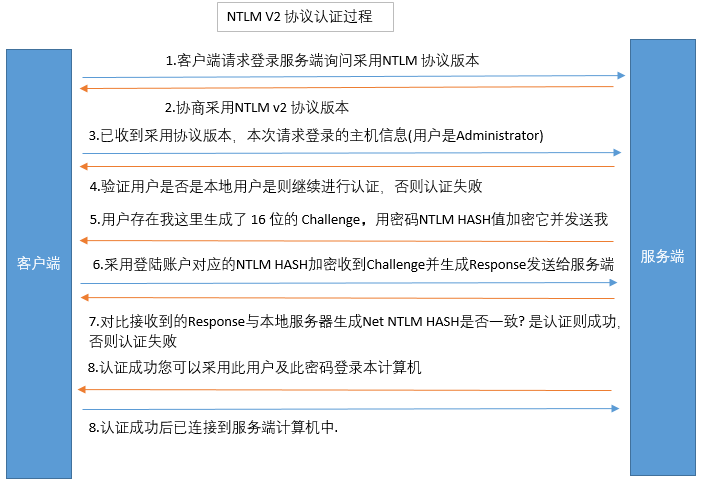 NTLM V2 协议认证过程
1.客户端请求登录服务端询问采用NTLM 协议版本
2.协商采用NTLM v2 协议版本
3.已收到采用协议版本，本次请求登录的主机信息(用户是Administrator)
4.验证用户是否是本地用户是则继续进行认证，否则认证失败
5.用户存在我这里生成了 16 位的 Challenge，用密码NTLM HASH值加密它并发送我
客户端
服务端
6.采用登陆账户对应的NTLM HASH加密收到Challenge并生成Response发送给服务端
7.对比接收到的Response与本地服务器生成Net NTLM HASH是否一致? 是认证则成功，
否则认证失败
8.认证成功您可以采用此用户及此密码登录本计算机
8.认证成功后已连接到服务端计算机中.